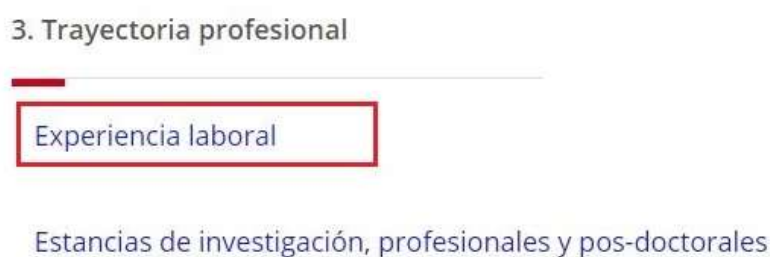 3. Trayectoria profesional
Experiencia laboral
Estancias de investigación, profesionales y pos-doctorales